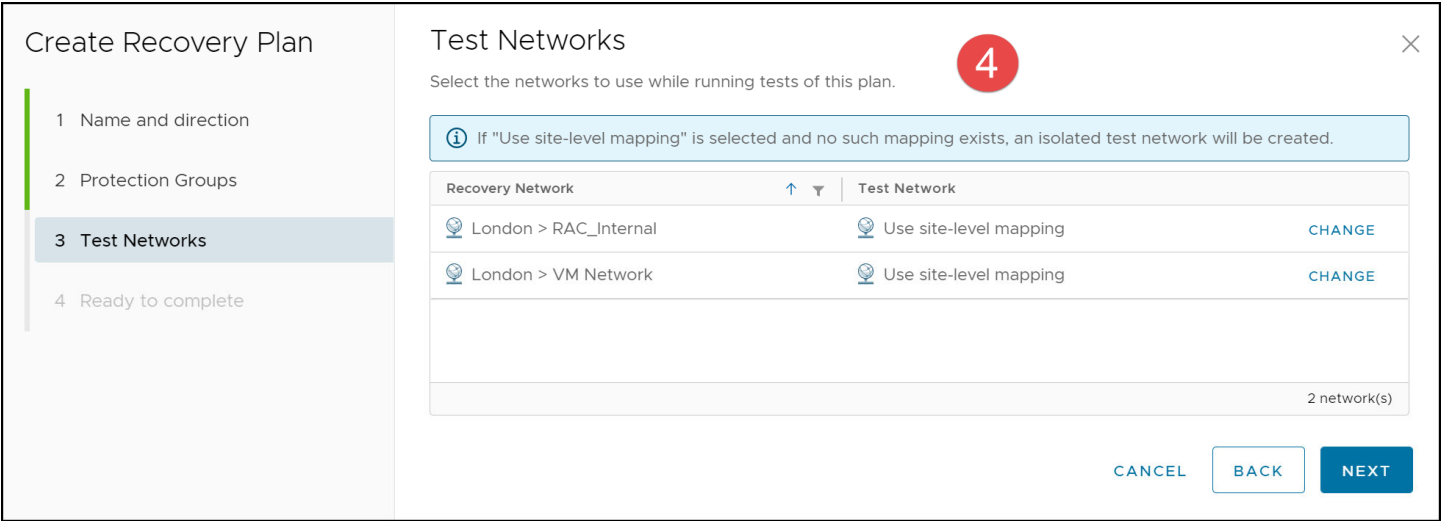 Create Recovery Plan
1 Name and direction
2 Protection Groups
3 Test Networks
4 Ready to complete
Test Networks
4
Select the networks to use while running tests of this plan.
If "Use site-level mapping" is selected and no such mapping exists, an isolated test network will be created.
Recovery Network Test Network
London > RAC_Internal Use site-level mapping CHANGE
London > VM Network Use site-level mapping CHANGE
2 network(s)
CANCEL BACK NEXT